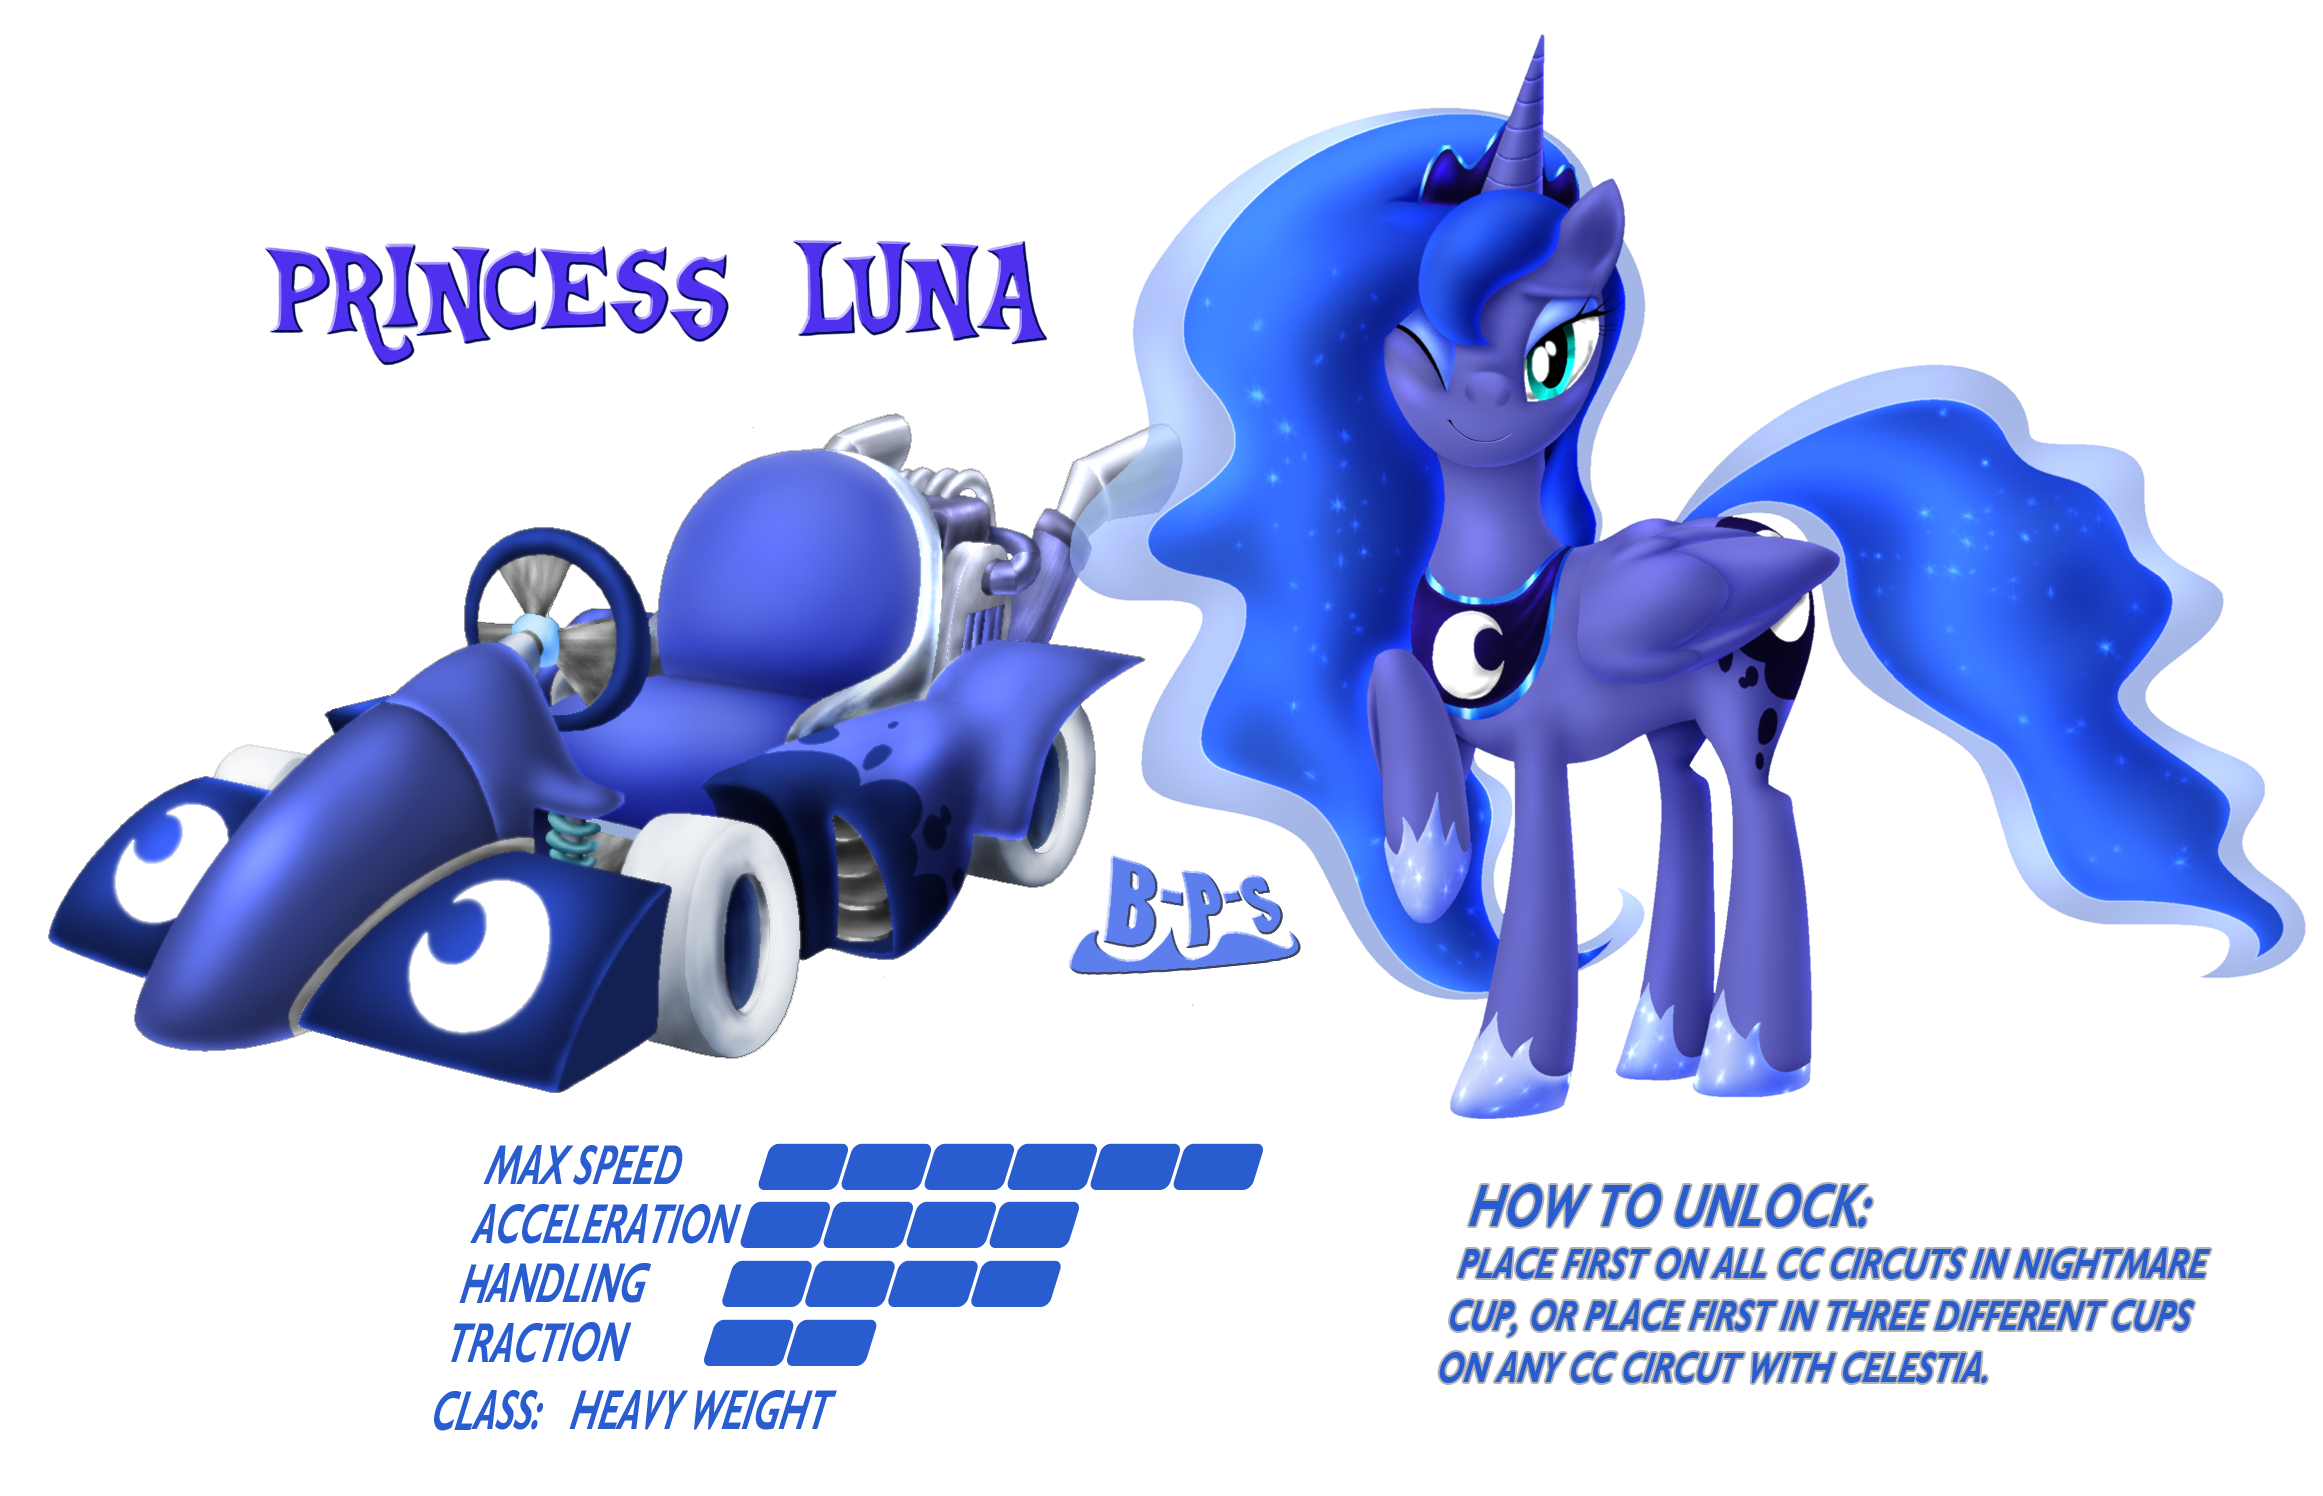 PRINCESS LUNA
B-P-S
MAX SPEED
ACCELERATION
HANDLING
TRACTION
CLASS: HEAVY WEIGHT
HOW TO UNLOCK:
PLACE FIRST ON ALL CC CIRCUTS IN NIGHTMARE
CUP, OR PLACE FIRST IN THREE DIFFERENT CUPS
ON ANY CC CIRCUT WITH CELESTIA.